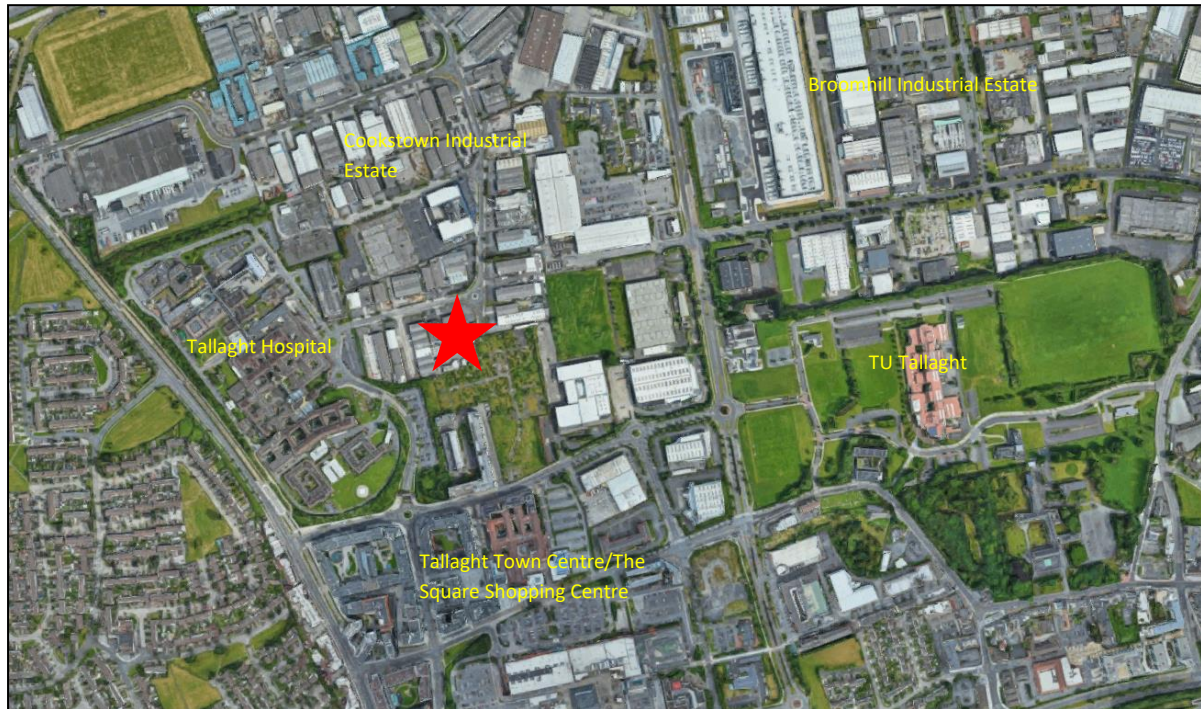 Broomhill Industrial Estate
Cookstown Industrial
Estate
Tallaght Hospital
TU Tallaght
Tallaght Town Centre/The
Square Shopping Centre